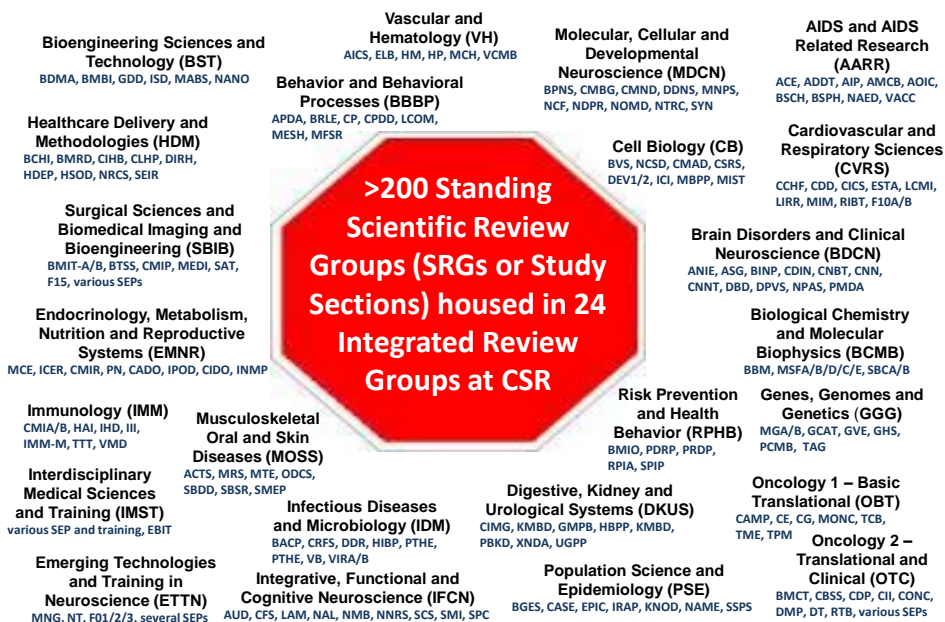 Bioengineering Sciences and
Technology (BST)
BDMA, BMBI, GDD, ISD, MABS, NANO
Vascular and
Hematology (VH)
AICS, ELB, HM, HP, MCH, VCMB
Molecular, Cellular and
Developmental
Neuroscience (MDCN)
BPNS, CMBG, CMND, DDNS, MNPS,
NCF, NDPR, NOMD, NTRC, SYN
AIDS and AIDS
Related Research
(AARR)
ACE, ADDT, AIP, AMCB, AOIC,
BSCH, BSPH, NAED, VACC
Behavior and Behavioral
Processes (BBBP)
APDA, BRLE, CP, CPDD, LCOM,
MESH, MFSR
Healthcare Delivery and
Methodologies (HDM)
BCHI, BMRD, CIHB, CLHP, DIRH,
HDEP, HSOD, NRCS, SEIR
Cell Biology (CB)
BVS, NCSD, CMAD, CSRS,
DEV1/2, ICI, MBPP, MIST
Cardiovascular and
Respiratory Sciences
(CVRS)
CCHF, CDD, CICS, ESTA, LCMI,
LIRR, MIM, RIBT, F10A/B
>200 Standing
Scientific Review
Groups (SRGs or Study
Sections) housed in 24
Integrated Review
Groups at CSR
Surgical Sciences and
Biomedical Imaging and
Bioengineering (SBIB)
BMIT-A/B, BTSS, CMIP, MEDI, SAT,
F15, various SEPs
Brain Disorders and Clinical
Neuroscience (BDCN)
ANIE, ASG, BINP, CDIN, CNBT, CNN,
CNNT, DBD, DPVS, NPAS, PMDA
Endocrinology, Metabolism,
Nutrition and Reproductive
Systems (EMNR)
MCE, ICER, CMIR, PN, CADO, IPOD, CIDO, INMP
Biological Chemistry
and Molecular
Biophysics (BCMB)
BBM, MSFA/B/D/C/E, SBCA/B
Immunology (IMM)
CMIA/B, HAI, IHD, III,
IMM-M, TTT, VMD
Musculoskeletal
Oral and Skin
Diseases (MOSS)
ACTS, MRS, MTE, ODCS,
SBDD, SBSR, SMEP
Risk Prevention
and Health
Behavior (RPHB)
BMIO, PDRP, PRDP,
RPIA, SPIP
Genes, Genomes and
Genetics (GGG)
MGA/B, GCAT, GVE, GHS,
PCMB, TAG
Interdisciplinary
Medical Sciences
and Training (IMST)
various SEP and training, EBIT
Infectious Diseases
and Microbiology (IDM)
BACP, CRFS, DDR, HIBP, PTHE,
PTHE, VB, VIRA/B
Digestive, Kidney and
Urological Systems (DKUS)
CIMG, KMBD, GMPB, HBPP, KMBD,
PBKD, XNDA, UGPP
Oncology 1 – Basic
Translational (OBT)
CAMP, CE, CG, MONC, TCB,
TME, TPM
Emerging Technologies
and Training in
Neuroscience (ETTN)
MNG, NT, F01/2/3, several SEPs
Integrative, Functional and
Cognitive Neuroscience (IFCN)
AUD, CFS, LAM, NAL, NMB, NNRS, SCS, SMI, SPC
Population Science and
Epidemiology (PSE)
BGES, CASE, EPIC, IRAP, KNOD, NAME, SSPS
Oncology 2 –
Translational and
Clinical (OTC)
BMCT, CBSS, CDP, CII, CONC,
DMP, DT, RTB, various SEPs